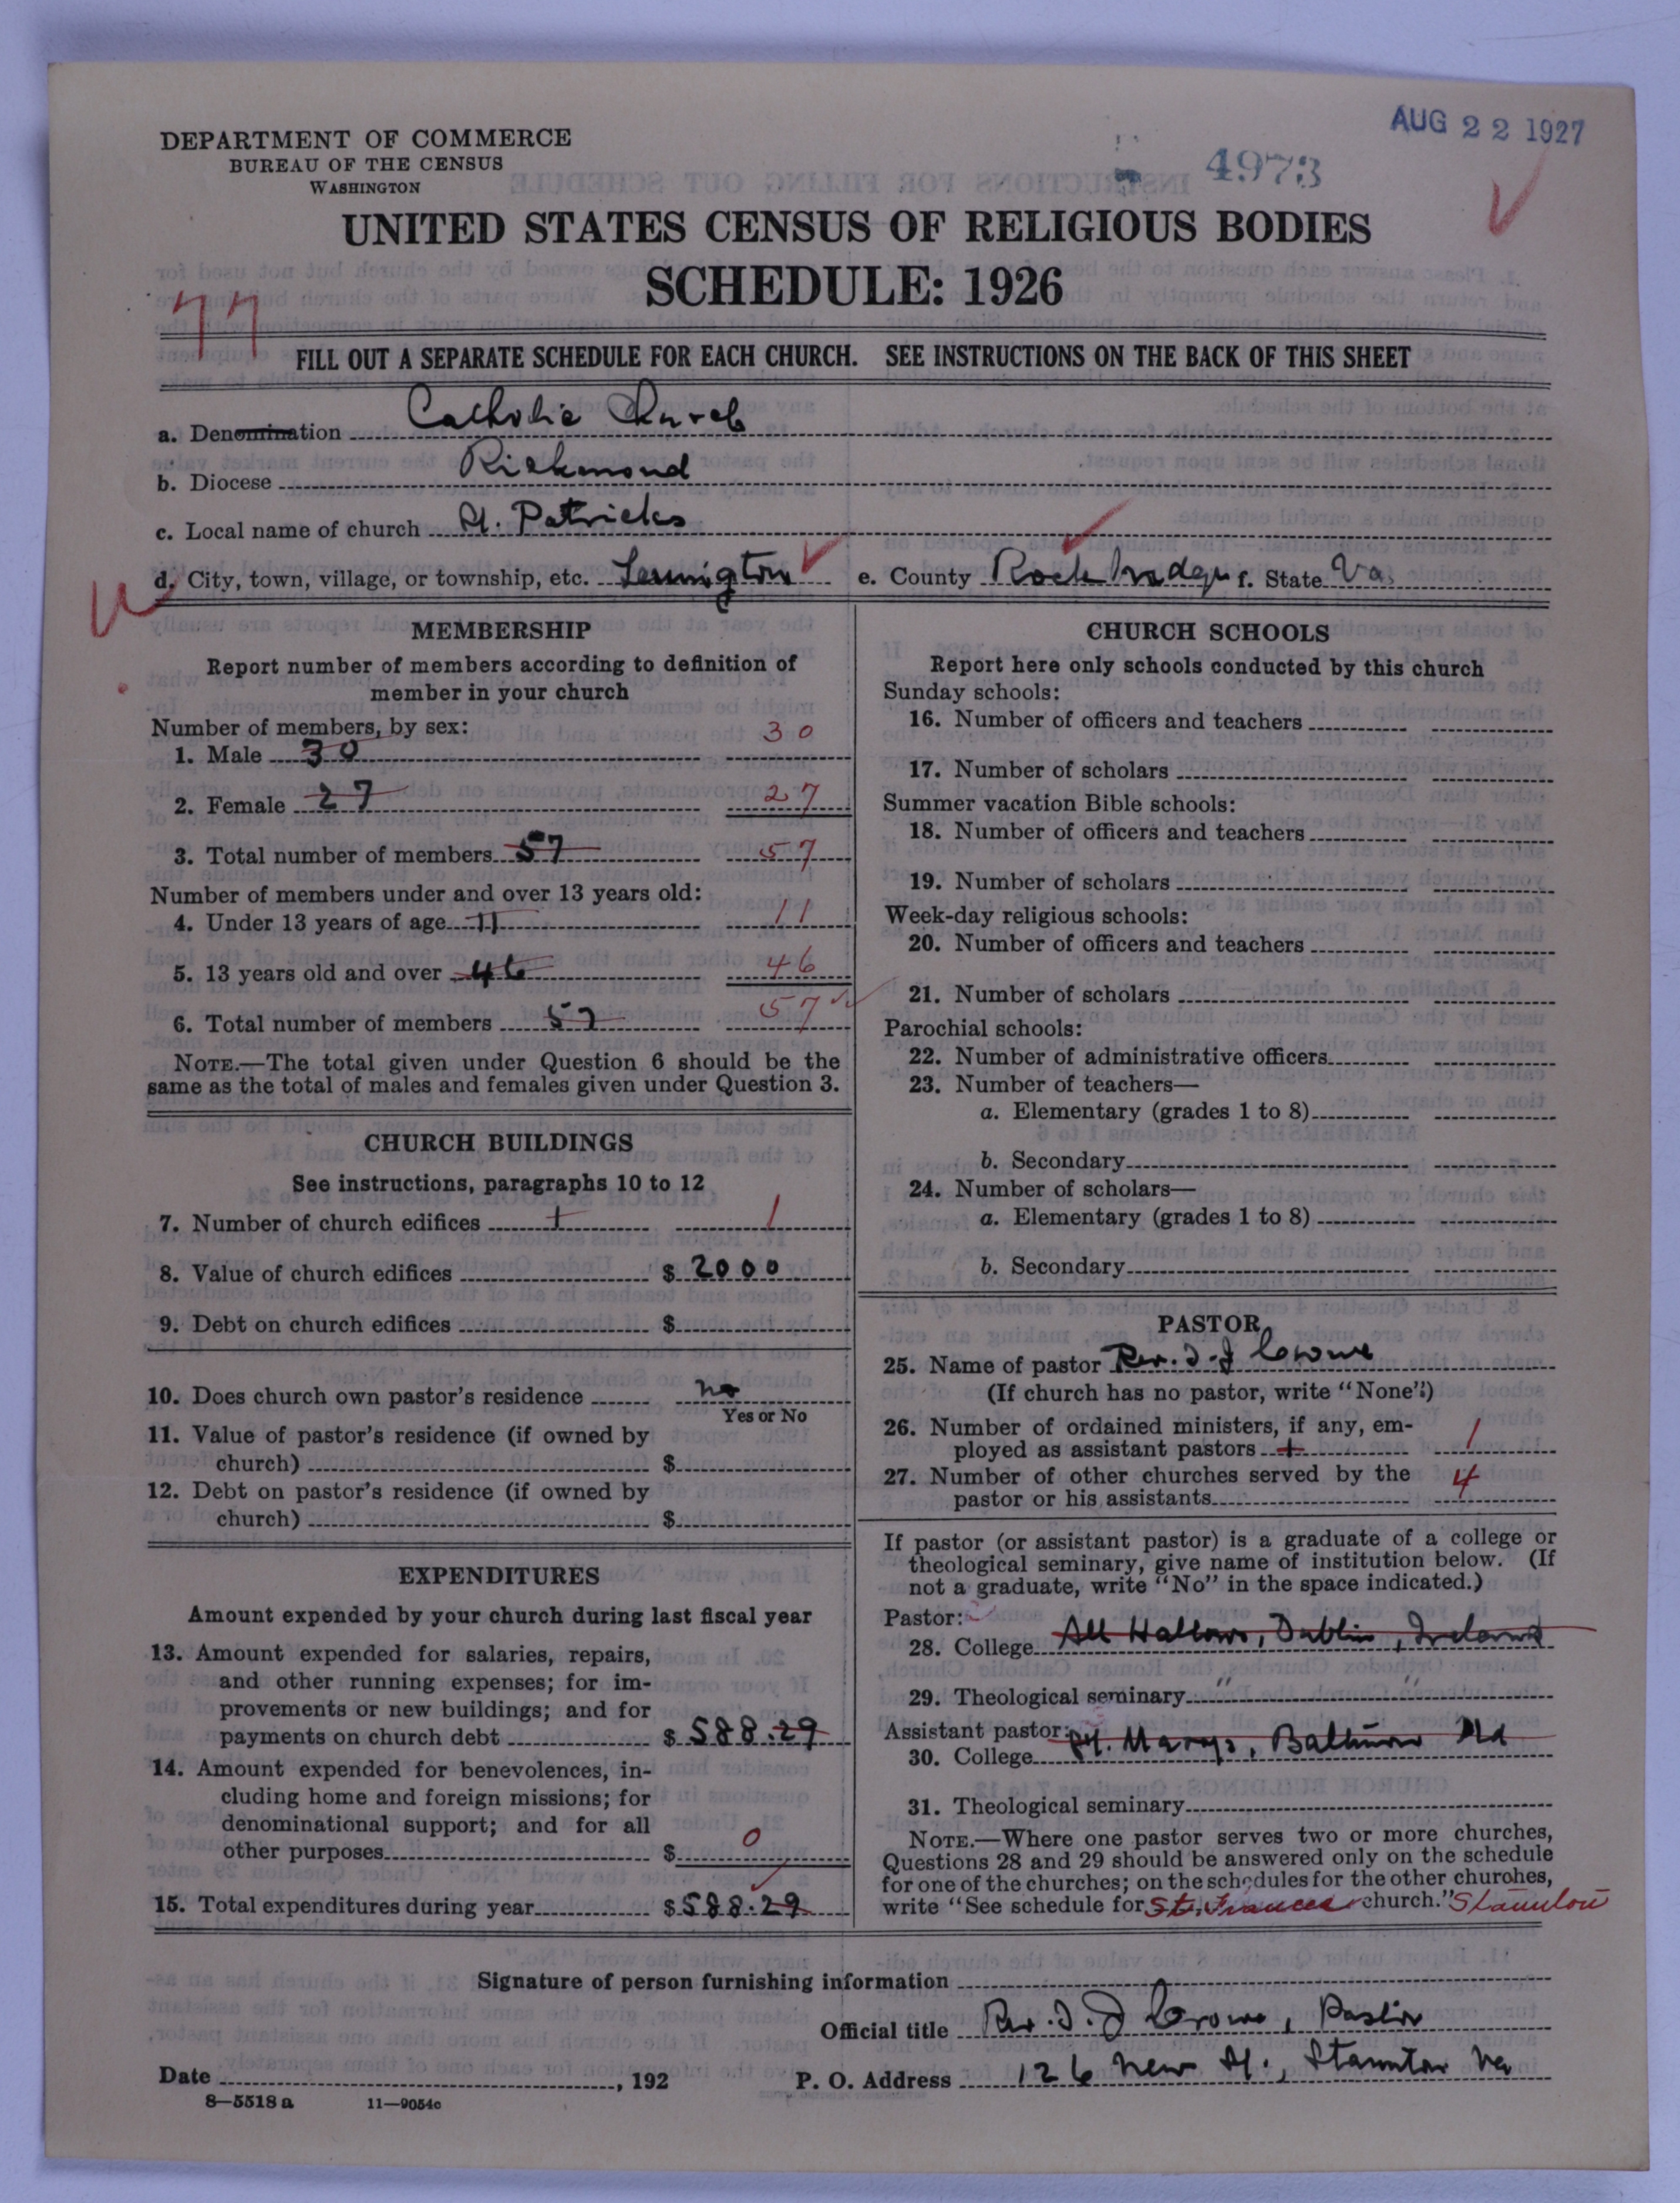 AUG 22 1927
4973
DEPARTMENT OF COMMERCE
BUREAU OF THE CENSUS
WASHINGTON
UNITED STATES CENSUS OF RELIGIOUS BODIES
SCHEDULE: 1926
77
FILL OUT A SEPARATE SCHEDULE FOR EACH CHURCH. SEE INSTRUCTIONS ON THE BACK OF THIS SHEET
a. Denomination Catholic Church
b. Diocese Richmond
c. Local name of church St. Patricks
d. City, town, village, or township, etc. Lexington e. County Rockbridge f. State Va.
MEMBERSHIP
Report number of members according to definition of
member in your church
Number of members, by sex:
1. Male 30 30
2. Female 27 27
3. Total number of members 57 57
Number of members under and over 13 years old:
4. Under 13 years of age 11 11
5. 13 years old and over 46 46
6. Total number of members 57 57
NOTE.—The total given under Question 6 should be the
same as the total of males and females given under Question 3.
CHURCH BUILDINGS
See instructions, paragraphs 10 to 12
7. Number of church edifices 1 1
8. Value of church edifices $ 2000
9. Debt on church edifices $
10. Does church own pastor's residence no
Yes or No
11. Value of pastor's residence (if owned by
church) $
12. Debt on pastor's residence (if owned by
church) $
EXPENDITURES
Amount expended by your church during last fiscal year
13. Amount expended for salaries, repairs,
and other running expenses; for im-
provements or new buildings; and for
payments on church debt $ 588.29
14. Amount expended for benevolences, in-
cluding home and foreign missions; for
denominational support; and for all
other purposes $ 0
15. Total expenditures during year $ 588.29
CHURCH SCHOOLS
Report here only schools conducted by this church
Sunday schools:
16. Number of officers and teachers
17. Number of scholars
Summer vacation Bible schools:
18. Number of officers and teachers
19. Number of scholars
Week-day religious schools:
20. Number of officers and teachers
21. Number of scholars
Parochial schools:
22. Number of administrative officers
23. Number of teachers—
a. Elementary (grades 1 to 8)
b. Secondary
24. Number of scholars—
a. Elementary (grades 1 to 8)
b. Secondary
PASTOR
25. Name of pastor Rev. J. J Crowe
(If church has no pastor, write "None")
26. Number of ordained ministers, if any, em-
ployed as assistant pastors 1 1
27. Number of other churches served by the 4
pastor or his assistants
If pastor (or assistant pastor) is a graduate of a college or
theological seminary, give name of institution below. (If
not a graduate, write "No" in the space indicated.)
Pastor:
28. College All Hallows, Dublin, Ireland
29. Theological seminary " "
Assistant pastor:
30. College St. Marys, Baltimore Md
31. Theological seminary
NOTE.—Where one pastor serves two or more churches,
Questions 28 and 29 should be answered only on the schedule
for one of the churches; on the schedules for the other churches,
write "See schedule for St. Frances church." Staunton
Signature of person furnishing information
Official title Rev. J. J Crowe, Pastor
Date , 192 P. O. Address 126 New St., Staunton Va
8—5518 a 11—9054c